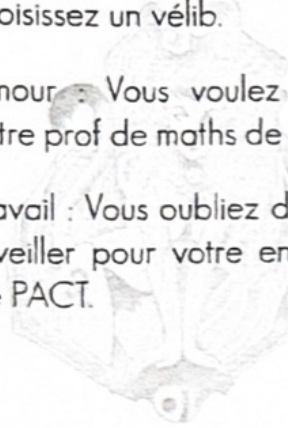 oisissez un vélib.
mour : Vous voulez
tre prof de maths de
avail : Vous oubliez d
veiller pour votre en
e PACT.